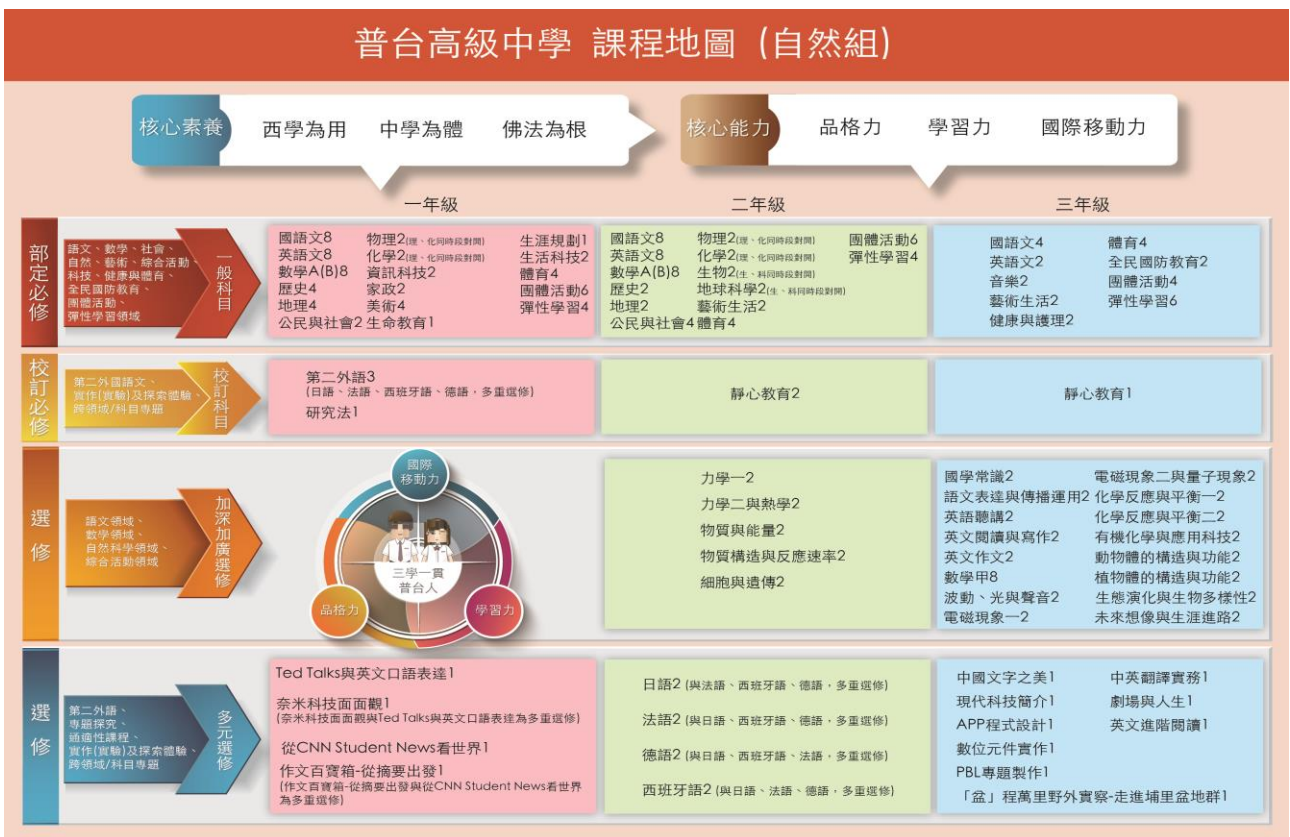 普台高級中學 課程地圖 (自然組)
核心素養 西學為用 中學為體 佛法為根
核心能力 品格力 學習力 國際移動力
一年級 二年級 三年級
部定必修
語文、數學、社會、
自然、藝術、綜合活動、
科技、健康與體育、
全民國防教育、
團體活動、
彈性學習領域
一般科目
國語文8
英語文8
數學A(B)8
歷史4
地理4
公民與社會2
物理2(理、化同時段對開)
化學2(理、化同時段對開)
資訊科技2
家政2
美術4
生命教育1
生涯規劃1
生活科技2
體育4
團體活動6
彈性學習4
國語文8
英語文8
數學A(B)8
歷史2
地理2
公民與社會4
物理2(理、化同時段對開)
化學2(理、化同時段對開)
生物2(生、科同時段對開)
地球科學2(生、科同時段對開)
藝術生活2
體育4
團體活動6
彈性學習4
國語文4
英語文2
音樂2
藝術生活2
健康與護理2
體育4
全民國防教育2
團體活動4
彈性學習6
校訂必修
第二外國語文、
實作(實驗)及探索體驗、
跨領域/科目專題
校訂科目
第二外語3
(日語、法語、西班牙語、德語，多重選修)
研究法1
靜心教育2
靜心教育1
選修
語文領域、
數學領域、
自然科學領域、
綜合活動領域
加深加廣選修
國際
移動力
三學一貫
普台人
品格力
學習力
力學一2
力學二與熱學2
物質與能量2
物質構造與反應速率2
細胞與遺傳2
國學常識2
語文表達與傳播運用2
英語聽講2
英文閱讀與寫作2
英文作文2
數學甲8
波動、光與聲音2
電磁現象一2
電磁現象二與量子現象2
化學反應與平衡一2
化學反應與平衡二2
有機化學與應用科技2
動物體的構造與功能2
植物體的構造與功能2
生態演化與生物多樣性2
未來想像與生涯進路2
選修
第二外語、
專題探究、
通適性課程、
實作(實驗)及探索體驗、
跨領域/科目專題
多元選修
Ted Talks與英文口語表達1
奈米科技面面觀1
(奈米科技面面觀與Ted Talks與英文口語表達為多重選修)
從CNN Student News看世界1
作文百寶箱-從摘要出發1
(作文百寶箱-從摘要出發與從CNN Student News看世界
為多重選修)
日語2 (與法語、西班牙語、德語，多重選修)
法語2 (與日語、西班牙語、德語，多重選修)
德語2 (與日語、西班牙語、法語，多重選修)
西班牙語2 (與日語、法語、德語，多重選修)
中國文字之美1
現代科技簡介1
APP程式設計1
數位元件實作1
PBL專題製作1
「盆」程萬里野外實察-走進埔里盆地群1
中英翻譯實務1
劇場與人生1
英文進階閱讀1